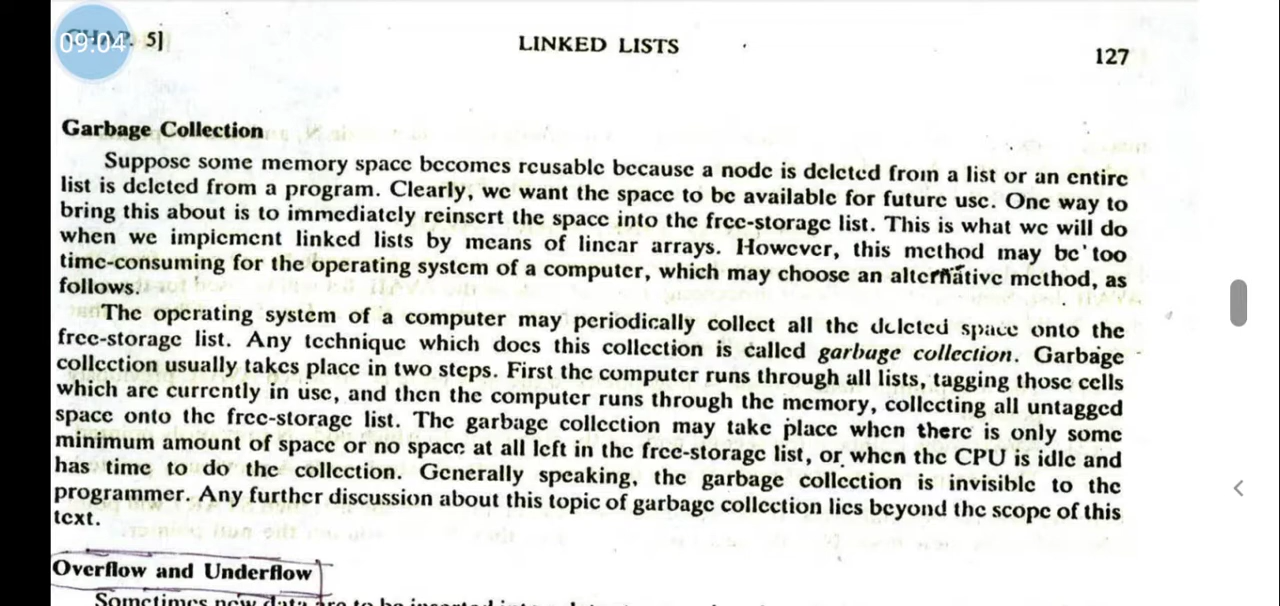 09:04
CHAP. 5]
LINKED LISTS
127
Garbage Collection
Suppose some memory space becomes reusable because a node is deleted from a list or an entire
list is deleted from a program. Clearly, we want the space to be available for future use. One way to
bring this about is to immediately reinsert the space into the free-storage list. This is what we will do
when we implement linked lists by means of linear arrays. However, this method may be too
time-consuming for the operating system of a computer, which may choose an alternative method, as
follows.
The operating system of a computer may periodically collect all the deleted space onto the
free-storage list. Any technique which does this collection is called garbage collection. Garbage
collection usually takes place in two steps. First the computer runs through all lists, tagging those cells
which are currently in use, and then the computer runs through the memory, collecting all untagged
space onto the free-storage list. The garbage collection may take place when there is only some
minimum amount of space or no space at all left in the free-storage list, or when the CPU is idle and
has time to do the collection. Generally speaking, the garbage collection is invisible to the
programmer. Any further discussion about this topic of garbage collection lies beyond the scope of this
text.
Overflow and Underflow
Sometimes new data are to be inserted into a data